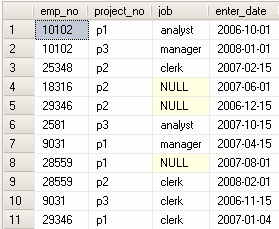 emp_no project_no job enter_date
1 10102 p1 analyst 2006-10-01
2 10102 p3 manager 2008-01-01
3 25348 p2 clerk 2007-02-15
4 18316 p2 NULL 2007-06-01
5 29346 p2 NULL 2006-12-15
6 2581 p3 analyst 2007-10-15
7 9031 p1 manager 2007-04-15
8 28559 p1 NULL 2007-08-01
9 28559 p2 clerk 2008-02-01
10 9031 p3 clerk 2006-11-15
11 29346 p1 clerk 2007-01-04